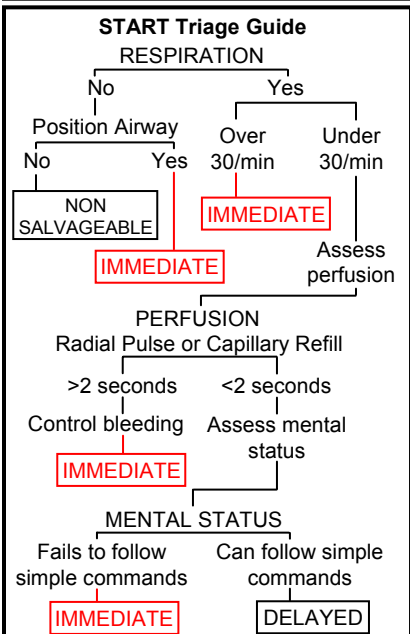 START Triage Guide
RESPIRATION
No Yes
Position Airway
Over
30/min
Under
30/min
No Yes
NON
SALVAGEABLE
IMMEDIATE
IMMEDIATE
Assess
perfusion
PERFUSION
Radial Pulse or Capillary Refill
>2 seconds <2 seconds
Control bleeding
Assess mental
status
IMMEDIATE
MENTAL STATUS
Fails to follow
simple commands
Can follow simple
commands
IMMEDIATE
DELAYED